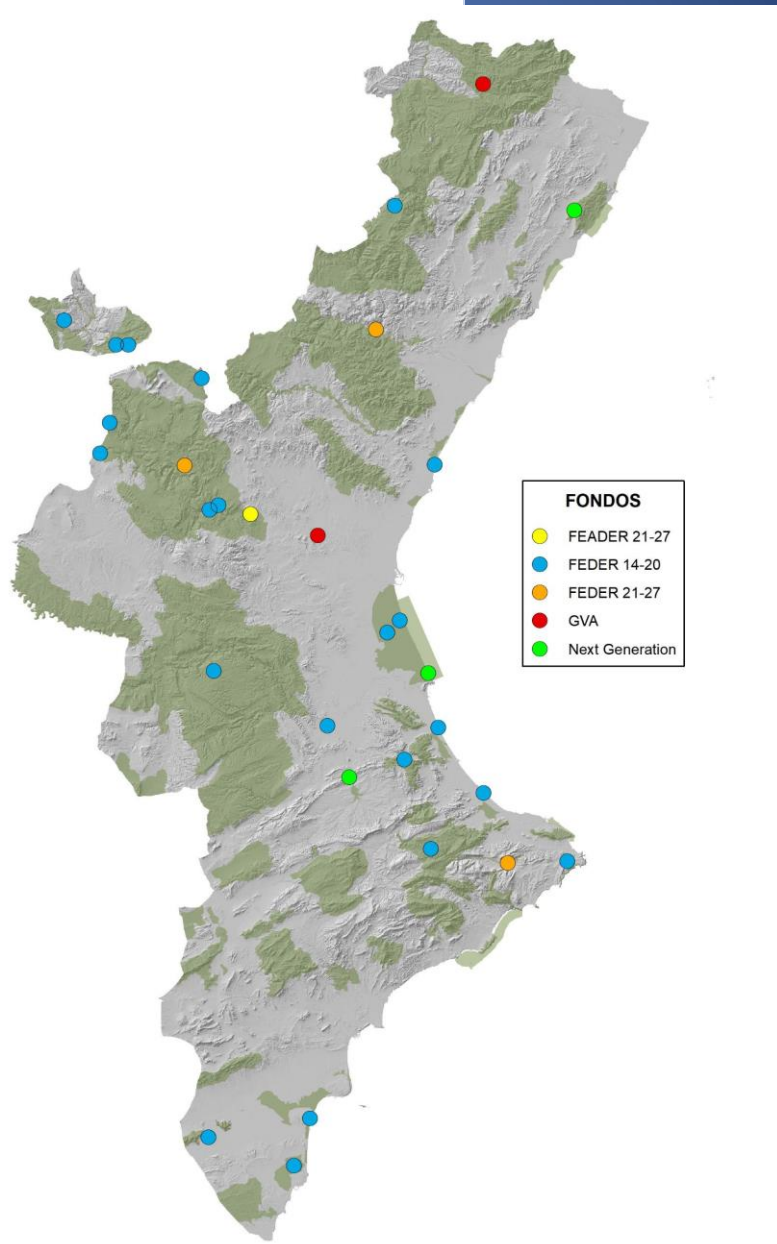 FONDOS
FEADER 21-27
FEDER 14-20
FEDER 21-27
GVA
Next Generation